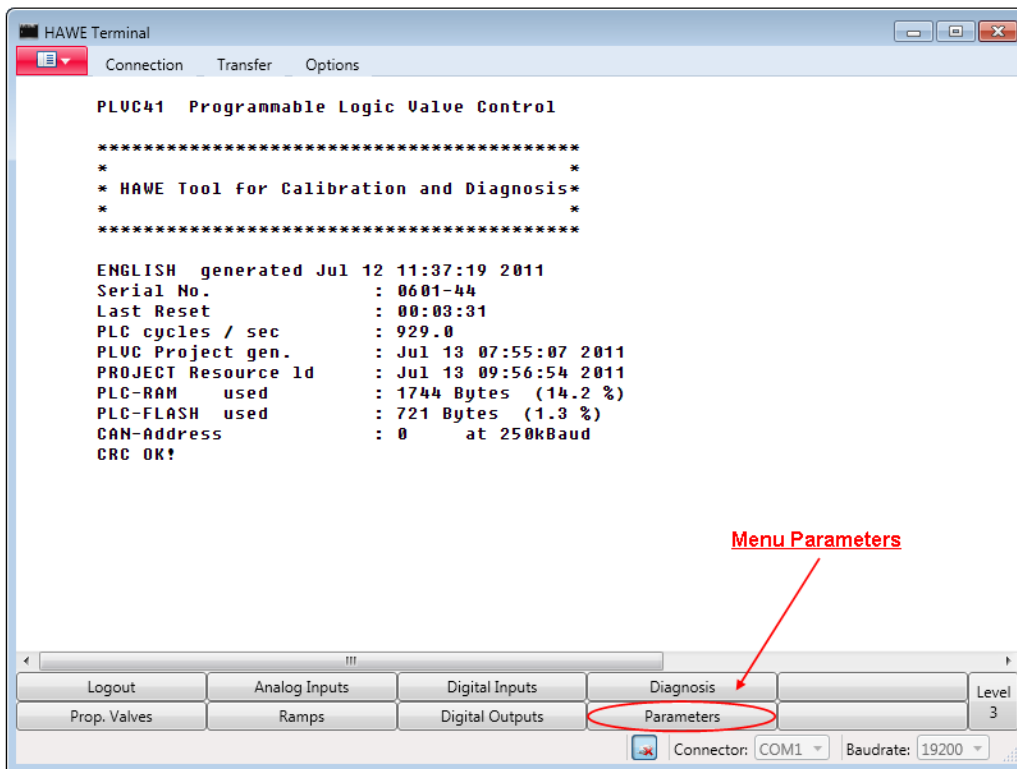 HAWE Terminal
Connection Transfer Options
PLVC41 Programmable Logic Valve Control
******************************************
* *
* HAWE Tool for Calibration and Diagnosis*
* *
******************************************
ENGLISH generated Jul 12 11:37:19 2011
Serial No. : 0601-44
Last Reset : 00:03:31
PLC cycles / sec : 929.0
PLVC Project gen. : Jul 13 07:55:07 2011
PROJECT Resource ld : Jul 13 09:56:54 2011
PLC-RAM used : 1744 Bytes (14.2 %)
PLC-FLASH used : 721 Bytes (1.3 %)
CAN-Address : 0 at 250kBaud
CRC OK!
Menu Parameters
Logout Analog Inputs Digital Inputs Diagnosis Level
Prop. Valves Ramps Digital Outputs Parameters 3
Connector: COM1 Baudrate: 19200